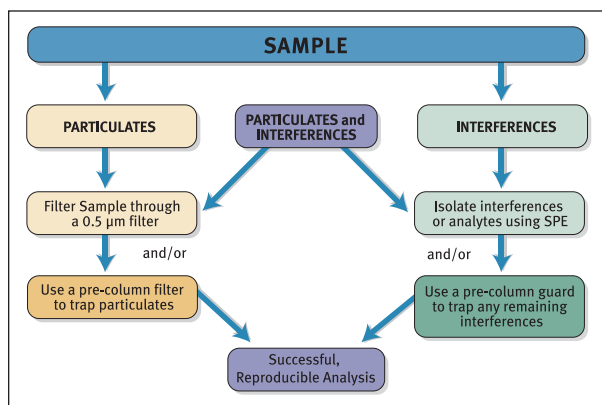 SAMPLE
PARTICULATES
PARTICULATES and
INTERFERENCES
INTERFERENCES
Filter Sample through
a 0.5 µm filter
Isolate interferences
or analytes using SPE
and/or
and/or
Use a pre-column filter
to trap particulates
Use a pre-column guard
to trap any remaining
interferences
Successful,
Reproducible Analysis